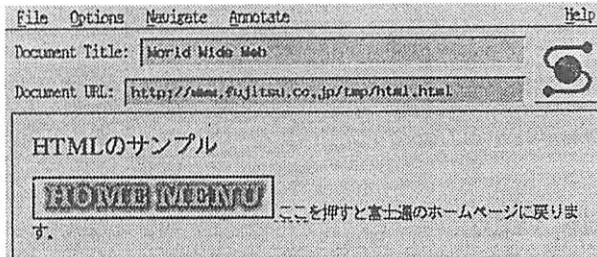 File Options Navigate Annotate Help
Document Title: World Wide Web
Document URL: http://www.fujitsu.co.jp/tmp/html.html
HTMLのサンプル
HOME MENU ここを押すと富士通のホームページに戻りま
す。